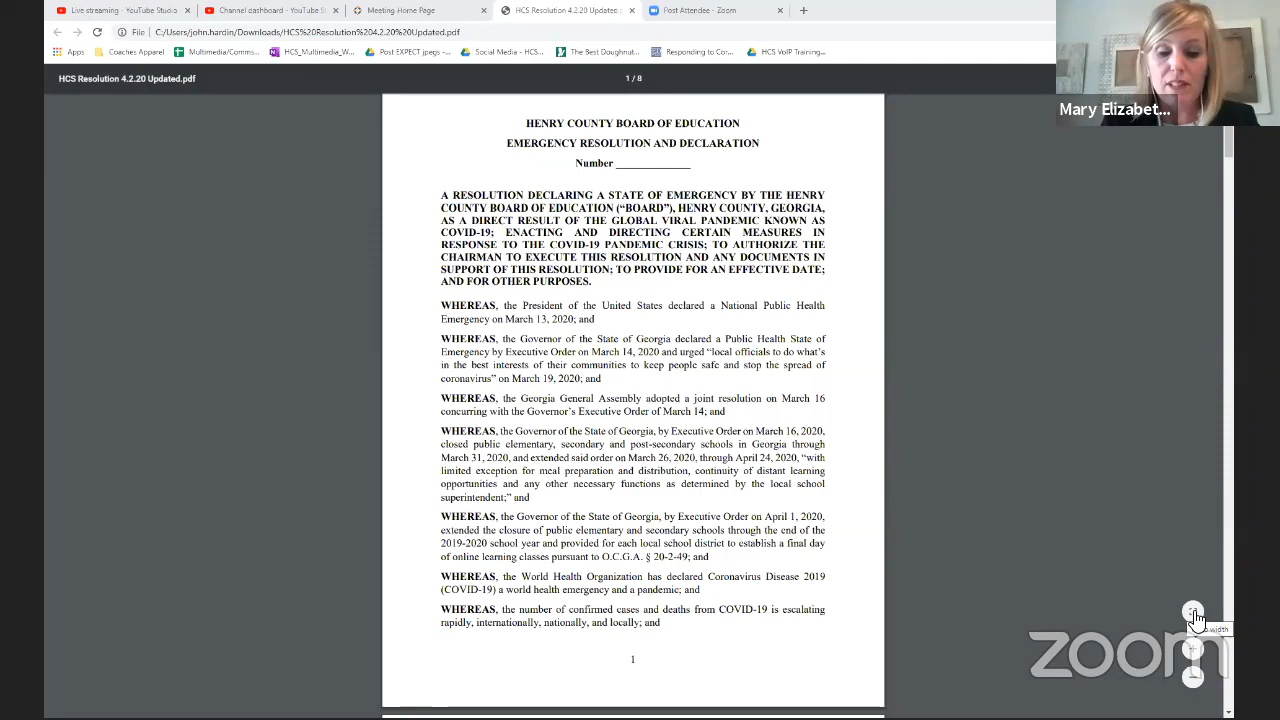 Live streaming - YouTube Studio
Channel dashboard - YouTube St
Meeting Home Page
HCS Resolution 4.2.20 Updated.p
Post Attendee - Zoom
File
C:/Users/john.hardin/Downloads/HCS%20Resolution%204.2.20%20Updated.pdf
Apps
Coaches Apparel
Multimedia/Comms...
HCS_Multimedia_W...
Post EXPECT jpegs -...
Social Media - HCS...
The Best Doughnut...
Responding to Cor...
HCS VoIP Training...
HCS Resolution 4.2.20 Updated.pdf
1 / 8
Mary Elizabet...
HENRY COUNTY BOARD OF EDUCATION
EMERGENCY RESOLUTION AND DECLARATION
Number ______________
A RESOLUTION DECLARING A STATE OF EMERGENCY BY THE HENRY
COUNTY BOARD OF EDUCATION (“BOARD”), HENRY COUNTY, GEORGIA,
AS A DIRECT RESULT OF THE GLOBAL VIRAL PANDEMIC KNOWN AS
COVID-19; ENACTING AND DIRECTING CERTAIN MEASURES IN
RESPONSE TO THE COVID-19 PANDEMIC CRISIS; TO AUTHORIZE THE
CHAIRMAN TO EXECUTE THIS RESOLUTION AND ANY DOCUMENTS IN
SUPPORT OF THIS RESOLUTION; TO PROVIDE FOR AN EFFECTIVE DATE;
AND FOR OTHER PURPOSES.
WHEREAS, the President of the United States declared a National Public Health
Emergency on March 13, 2020; and
WHEREAS, the Governor of the State of Georgia declared a Public Health State of
Emergency by Executive Order on March 14, 2020 and urged “local officials to do what’s
in the best interests of their communities to keep people safe and stop the spread of
coronavirus” on March 19, 2020; and
WHEREAS, the Georgia General Assembly adopted a joint resolution on March 16
concurring with the Governor’s Executive Order of March 14; and
WHEREAS, the Governor of the State of Georgia, by Executive Order on March 16, 2020,
closed public elementary, secondary and post-secondary schools in Georgia through
March 31, 2020, and extended said order on March 26, 2020, through April 24, 2020, “with
limited exception for meal preparation and distribution, continuity of distant learning
opportunities and any other necessary functions as determined by the local school
superintendent;” and
WHEREAS, the Governor of the State of Georgia, by Executive Order on April 1, 2020,
extended the closure of public elementary and secondary schools through the end of the
2019-2020 school year and provided for each local school district to establish a final day
of online learning classes pursuant to O.C.G.A. § 20-2-49; and
WHEREAS, the World Health Organization has declared Coronavirus Disease 2019
(COVID-19) a world health emergency and a pandemic; and
WHEREAS, the number of confirmed cases and deaths from COVID-19 is escalating
rapidly, internationally, nationally, and locally; and
1
width
zoom